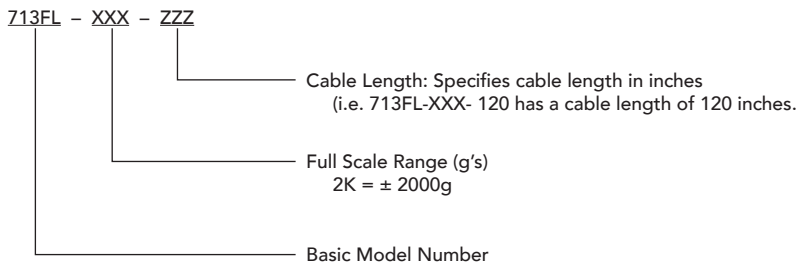 713FL – XXX – ZZZ
Cable Length: Specifies cable length in inches
(i.e. 713FL-XXX- 120 has a cable length of 120 inches.
Full Scale Range (g's)
2K = ± 2000g
Basic Model Number